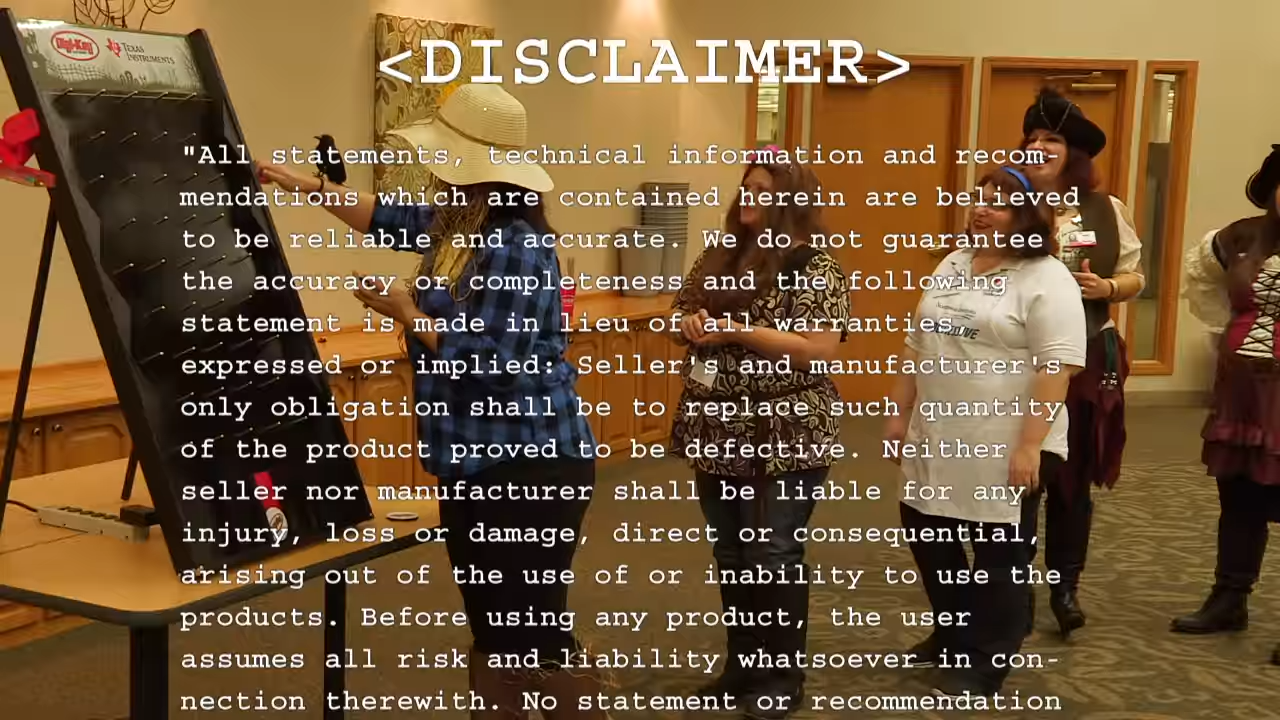 Digi-Key
TEXAS
INSTRUMENTS
<DISCLAIMER>
"All statements, technical information and recom-
mendations which are contained herein are believed
to be reliable and accurate. We do not guarantee
the accuracy or completeness and the following
statement is made in lieu of all warranties
expressed or implied: Seller's and manufacturer's
only obligation shall be to replace such quantity
of the product proved to be defective. Neither
seller nor manufacturer shall be liable for any
injury, loss or damage, direct or consequential,
arising out of the use of or inability to use the
products. Before using any product, the user
assumes all risk and liability whatsoever in con-
nection therewith. No statement or recommendation